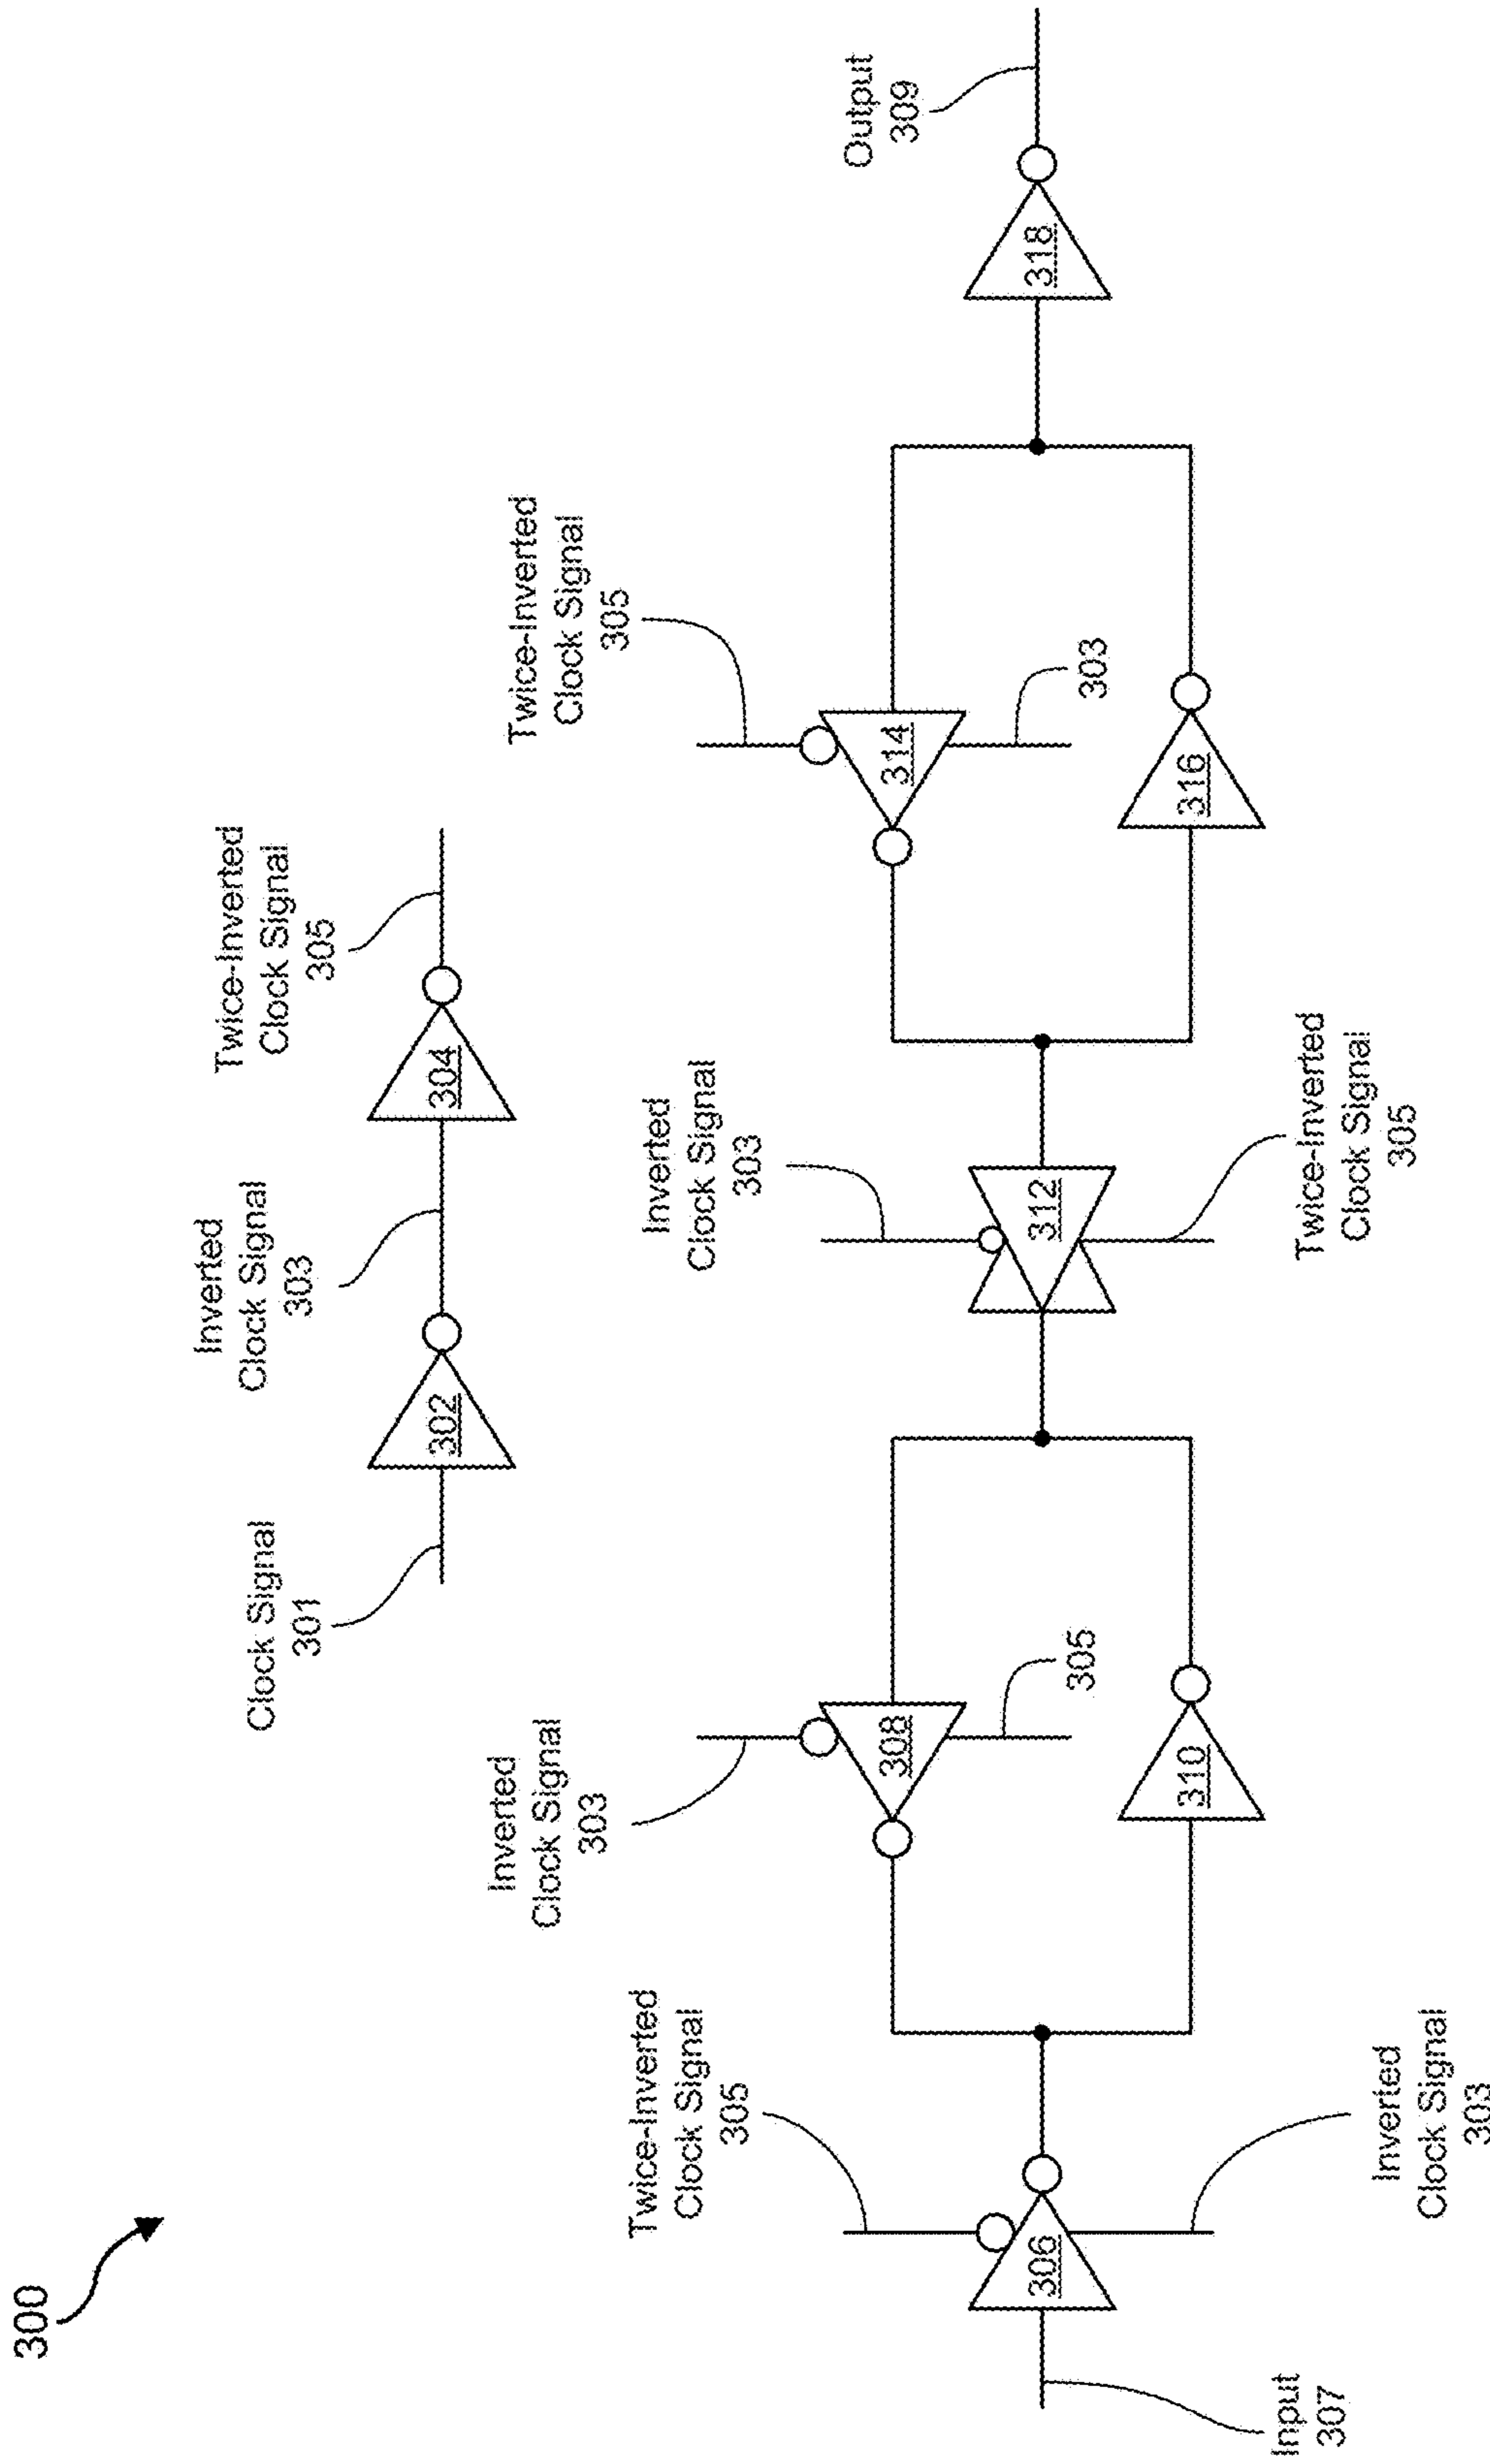 300
Clock Signal
301
302
Inverted
Clock Signal
303
304
Twice-Inverted
Clock Signal
305
Input
307
306
Twice-Inverted
Clock Signal
305
Inverted
Clock Signal
303
Inverted
Clock Signal
303
308
305
310
Inverted
Clock Signal
303
312
Twice-Inverted
Clock Signal
305
Twice-Inverted
Clock Signal
305
314
303
316
318
Output
309